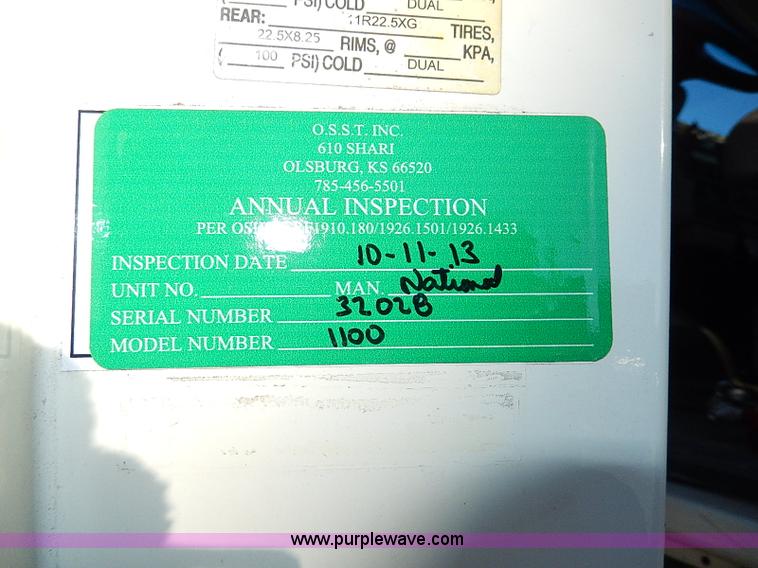 PSI) COLD DUAL
REAR: 11R22.5XG TIRES,
22.5X8.25 RIMS, @ KPA,
( 100 PSI) COLD DUAL
O.S.S.T. INC.
610 SHARI
OLSBURG, KS 66520
785-456-5501
ANNUAL INSPECTION
PER 1910.180/1926.1501/1926.1433
INSPECTION DATE 10-11-13
UNIT NO. MAN. National
SERIAL NUMBER 32028
MODEL NUMBER 1100
www.purplewave.com